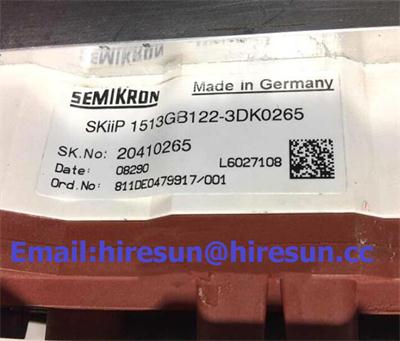 SEMIKRON
Made in Germany
SKiiP 1513GB122-3DK0265
SK.No: 20410265
Date: 08290
L6027108
Ord.No: 811DE0479917/001
Email:hiresun@hiresun.cc